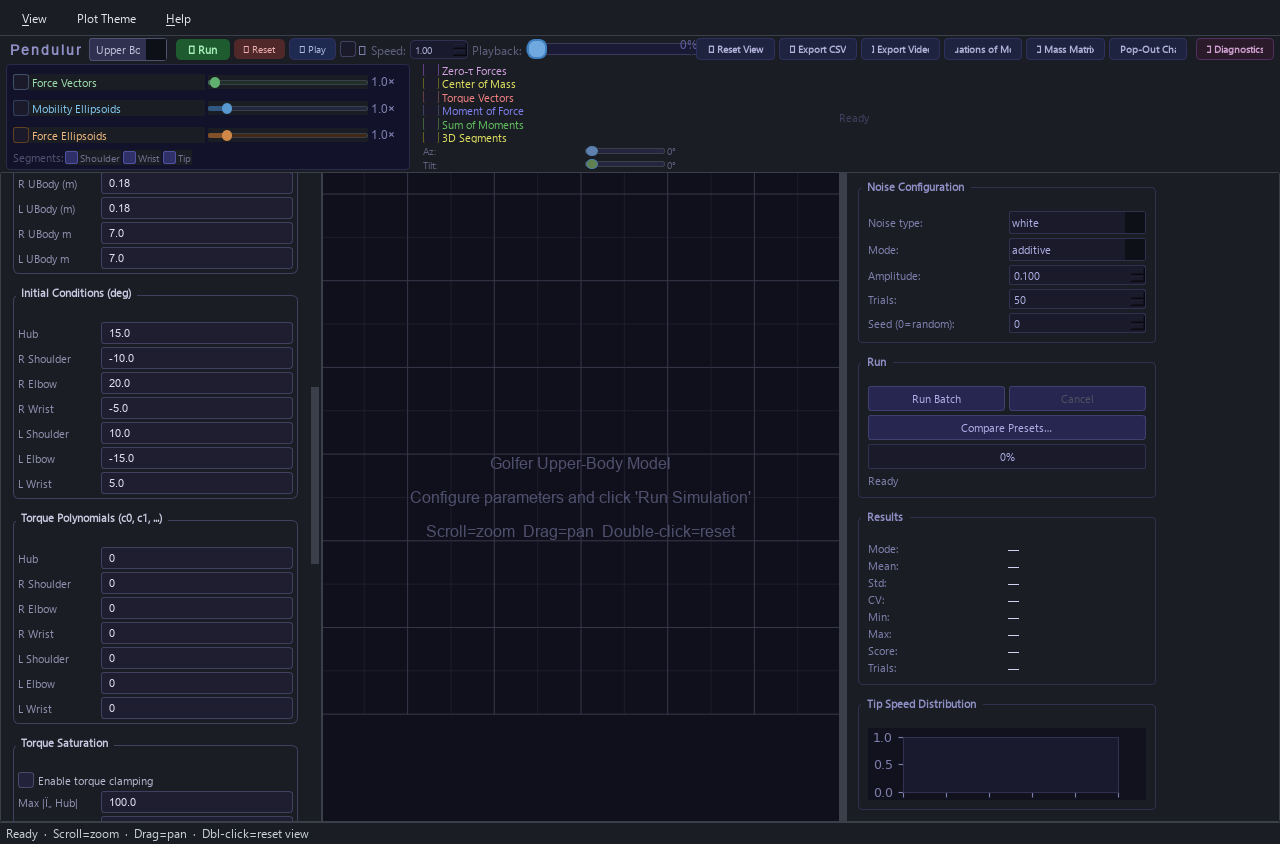 View Plot Theme Help
Pendulur Upper Bc Run Reset Play Speed: 1.00 Playback: 0% Reset View Export CSV Export Video uations of Mo Mass Matrix Pop-Out Cha Diagnostics
Force Vectors 1.0×
Mobility Ellipsoids 1.0×
Force Ellipsoids 1.0×
Segments: Shoulder Wrist Tip
Zero-τ Forces
Center of Mass
Torque Vectors
Moment of Force
Sum of Moments
3D Segments
Az: 0°
Tilt: 0°
Ready
R UBody (m) 0.18
L UBody (m) 0.18
R UBody m 7.0
L UBody m 7.0
Initial Conditions (deg)
Hub 15.0
R Shoulder -10.0
R Elbow 20.0
R Wrist -5.0
L Shoulder 10.0
L Elbow -15.0
L Wrist 5.0
Torque Polynomials (c0, c1, ...)
Hub 0
R Shoulder 0
R Elbow 0
R Wrist 0
L Shoulder 0
L Elbow 0
L Wrist 0
Torque Saturation
Enable torque clamping
Max |Ï„ Hub| 100.0
Golfer Upper-Body Model
Configure parameters and click 'Run Simulation'
Scroll=zoom Drag=pan Double-click=reset
Noise Configuration
Noise type: white
Mode: additive
Amplitude: 0.100
Trials: 50
Seed (0=random): 0
Run
Run Batch Cancel
Compare Presets...
0%
Ready
Results
Mode: —
Mean: —
Std: —
CV: —
Min: —
Max: —
Score: —
Trials: —
Tip Speed Distribution
1.0
0.5
0.0
Ready · Scroll=zoom · Drag=pan · Dbl-click=reset view